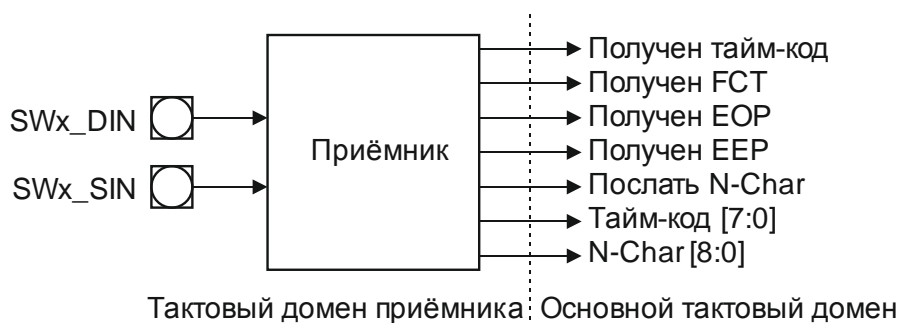 Получен тайм-код
Получен FCT
SWx_DIN
Получен EOP
Приёмник
Получен EEP
SWx_SIN
Послать N-Char
Тайм-код [7:0]
N-Char [8:0]
Тактовый домен приёмника
Основной тактовый домен